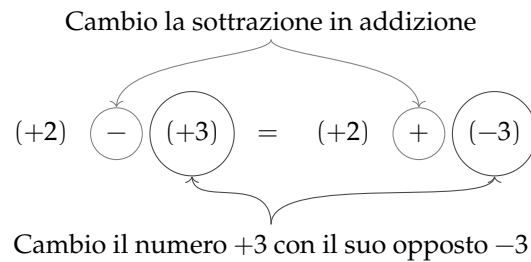 Cambio la sottrazione in addizione
(+2) − (+3) = (+2) + (−3)
Cambio il numero +3 con il suo opposto −3